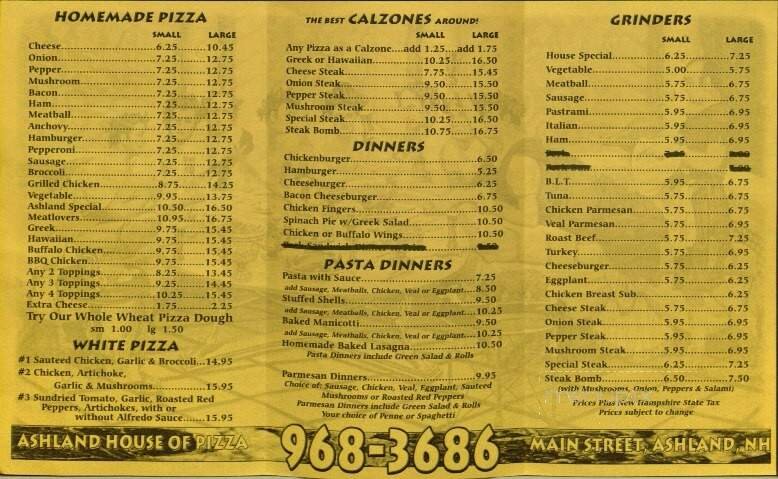 HOMEMADE PIZZA
SMALL LARGE
Cheese 6.25 10.45
Onion 7.25 12.75
Pepper 7.25 12.75
Mushroom 7.25 12.75
Bacon 7.25 12.75
Ham 7.25 12.75
Meatball 7.25 12.75
Anchovy 7.25 12.75
Hamburger 7.25 12.75
Pepperoni 7.25 12.75
Sausage 7.25 12.75
Broccoli 7.25 12.75
Grilled Chicken 8.75 14.25
Vegetable 9.95 13.75
Ashland Special 10.50 16.50
Meatlovers 10.95 16.75
Greek 9.75 15.45
Hawaiian 9.75 15.45
Buffalo Chicken 9.75 15.45
BBQ Chicken 9.75 15.45
Any 2 Toppings 8.25 13.45
Any 3 Toppings 9.25 14.45
Any 4 Toppings 10.25 15.45
Extra Cheese 1.75 2.25
Try Our Whole Wheat Pizza Dough
sm 1.00 lg 1.50
WHITE PIZZA
#1 Sauteed Chicken, Garlic & Broccoli...14.95
#2 Chicken, Artichoke,
Garlic & Mushrooms 15.95
#3 Sundried Tomato, Garlic, Roasted Red
Peppers, Artichokes, with or
without Alfredo Sauce 15.95
THE BEST CALZONES AROUND!
SMALL LARGE
Any Pizza as a Calzone....add 1.25....add 1.75
Greek or Hawaiian 10.25 16.50
Cheese Steak 7.75 15.45
Onion Steak 9.50 15.50
Pepper Steak 9.50 15.50
Mushroom Steak 9.50 15.50
Special Steak 10.25 16.50
Steak Bomb 10.75 16.75
DINNERS
Chickenburger 6.50
Hamburger 5.25
Cheeseburger 6.25
Bacon Cheeseburger 6.75
Chicken Fingers 10.50
Spinach Pie w/Greek Salad 10.50
Chicken or Buffalo Wings 10.50
PASTA DINNERS
Pasta with Sauce 7.25
add Sausage, Meatballs, Chicken, Veal or Eggplant 8.50
Stuffed Shells 9.50
add Sausage, Meatballs, Chicken, Veal or Eggplant 10.25
Baked Manicotti 9.50
add Sausage, Meatballs, Chicken, Veal or Eggplant 10.25
Homemade Baked Lasagna 10.50
Pasta Dinners include Green Salad & Rolls
Parmesan Dinners 9.95
Choice of: Sausage, Chicken, Veal, Eggplant, Sauteed
Mushrooms or Roasted Red Peppers
Parmesan Dinners include Green Salad & Rolls
Your choice of Penne or Spaghetti
GRINDERS
SMALL LARGE
House Special 6.25 7.25
Vegetable 5.00 5.75
Meatball 5.75 6.75
Sausage 5.75 6.75
Pastrami 5.95 6.95
Italian 5.95 6.95
Ham 5.95 6.95
B.L.T. 5.95 6.75
Tuna 5.75 6.75
Chicken Parmesan 5.75 6.75
Veal Parmesan 5.95 6.95
Roast Beef 5.75 7.25
Turkey 5.95 6.95
Cheeseburger 5.75 6.25
Eggplant 5.75 6.25
Chicken Breast Sub 6.25
Cheese Steak 5.75 6.75
Onion Steak 5.95 6.95
Pepper Steak 5.95 6.95
Mushroom Steak 5.95 6.95
Special Steak 6.25 7.25
Steak Bomb 6.50 7.50
(with Mushrooms, Onion, Peppers & Salami)
Prices Plus New Hampshire State Tax
Prices subject to change
ASHLAND HOUSE OF PIZZA
968-3686
MAIN STREET, ASHLAND, NH